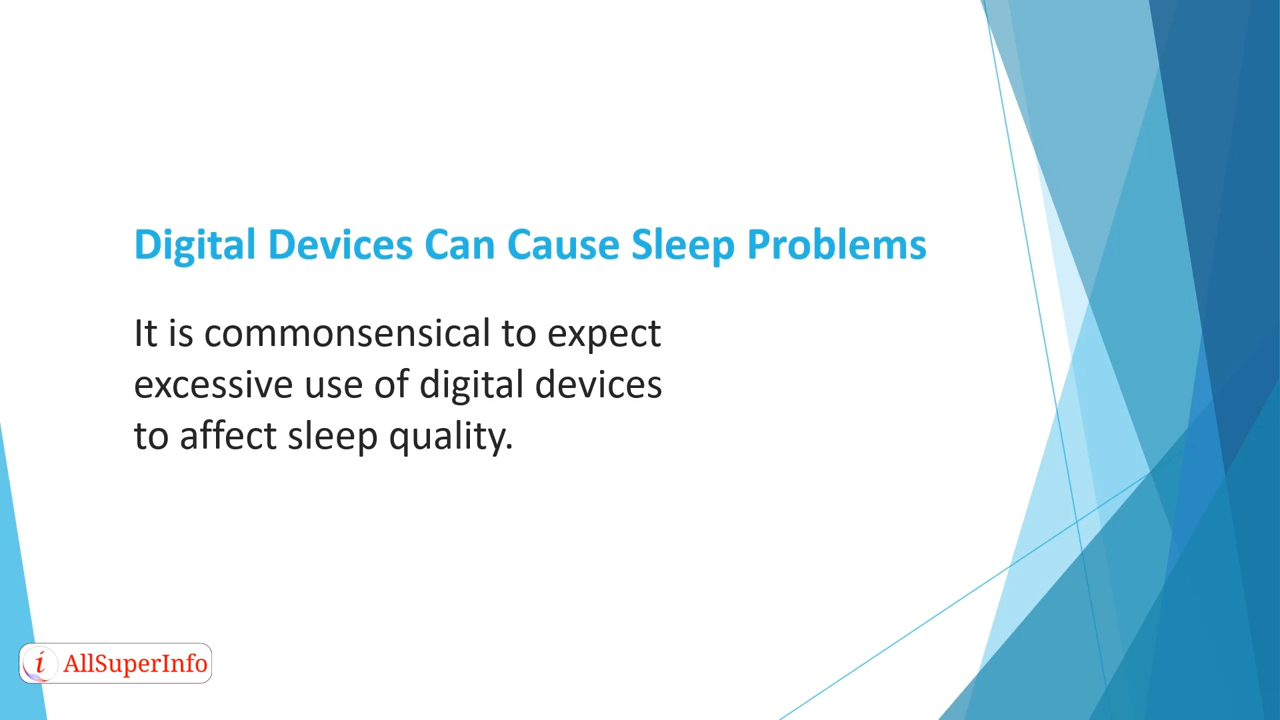 Digital Devices Can Cause Sleep Problems
It is commonsensical to expect
excessive use of digital devices
to affect sleep quality.
i AllSuperInfo